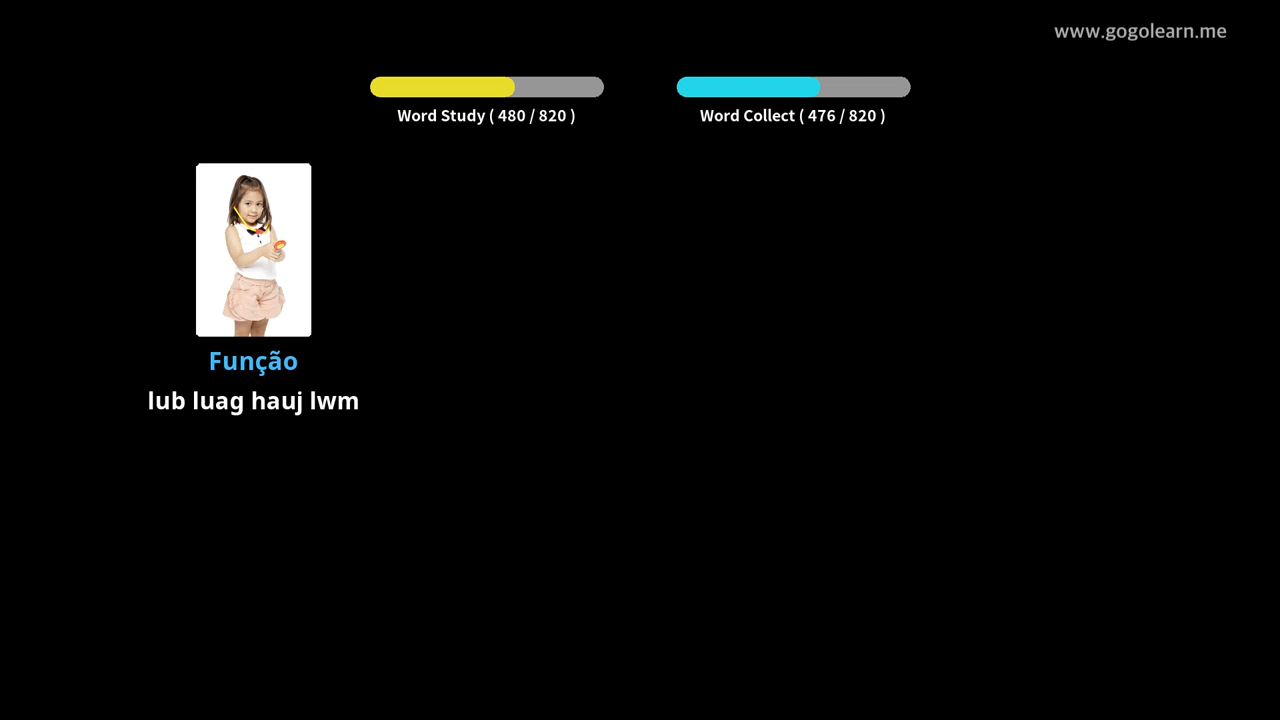 www.gogolearn.me
Word Study ( 480 / 820 )
Word Collect ( 476 / 820 )
Função
lub luag hauj lwm